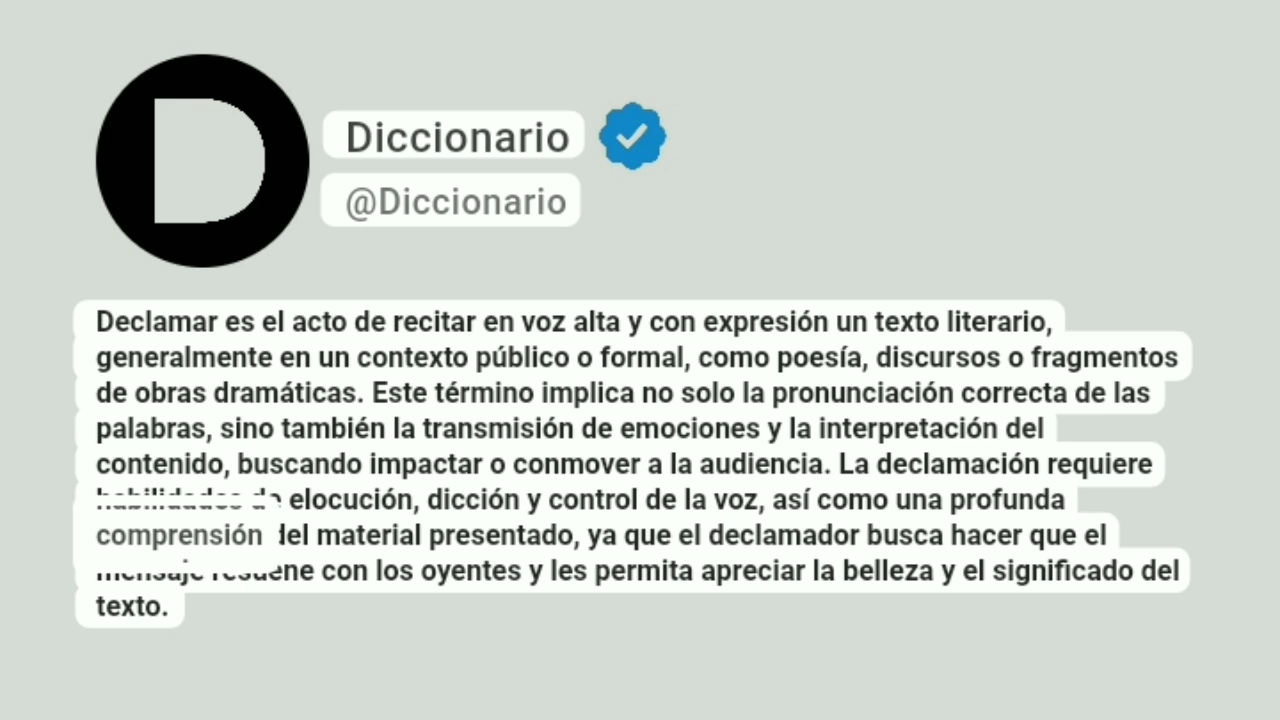 D
Diccionario
@Diccionario
Declamar es el acto de recitar en voz alta y con expresión un texto literario,
generalmente en un contexto público o formal, como poesía, discursos o fragmentos
de obras dramáticas. Este término implica no solo la pronunciación correcta de las
palabras, sino también la transmisión de emociones y la interpretación del
contenido, buscando impactar o conmover a la audiencia. La declamación requiere
habilidades de elocución, dicción y control de la voz, así como una profunda
comprensión del material presentado, ya que el declamador busca hacer que el
mensaje resuene con los oyentes y les permita apreciar la belleza y el significado del
texto.